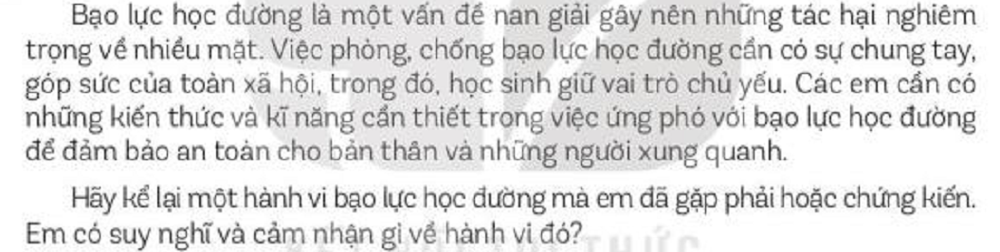 Bạo lực học đường là một vấn đề nan giải gây nên những tác hại nghiêm
trọng về nhiều mặt. Việc phòng, chống bạo lực học đường cần có sự chung tay,
góp sức của toàn xã hội, trong đó, học sinh giữ vai trò chủ yếu. Các em cần có
những kiến thức và kĩ năng cần thiết trong việc ứng phó với bạo lực học đường
để đảm bảo an toàn cho bản thân và những người xung quanh.
Hãy kể lại một hành vi bạo lực học đường mà em đã gặp phải hoặc chứng kiến.
Em có suy nghĩ và cảm nhận gì về hành vi đó?